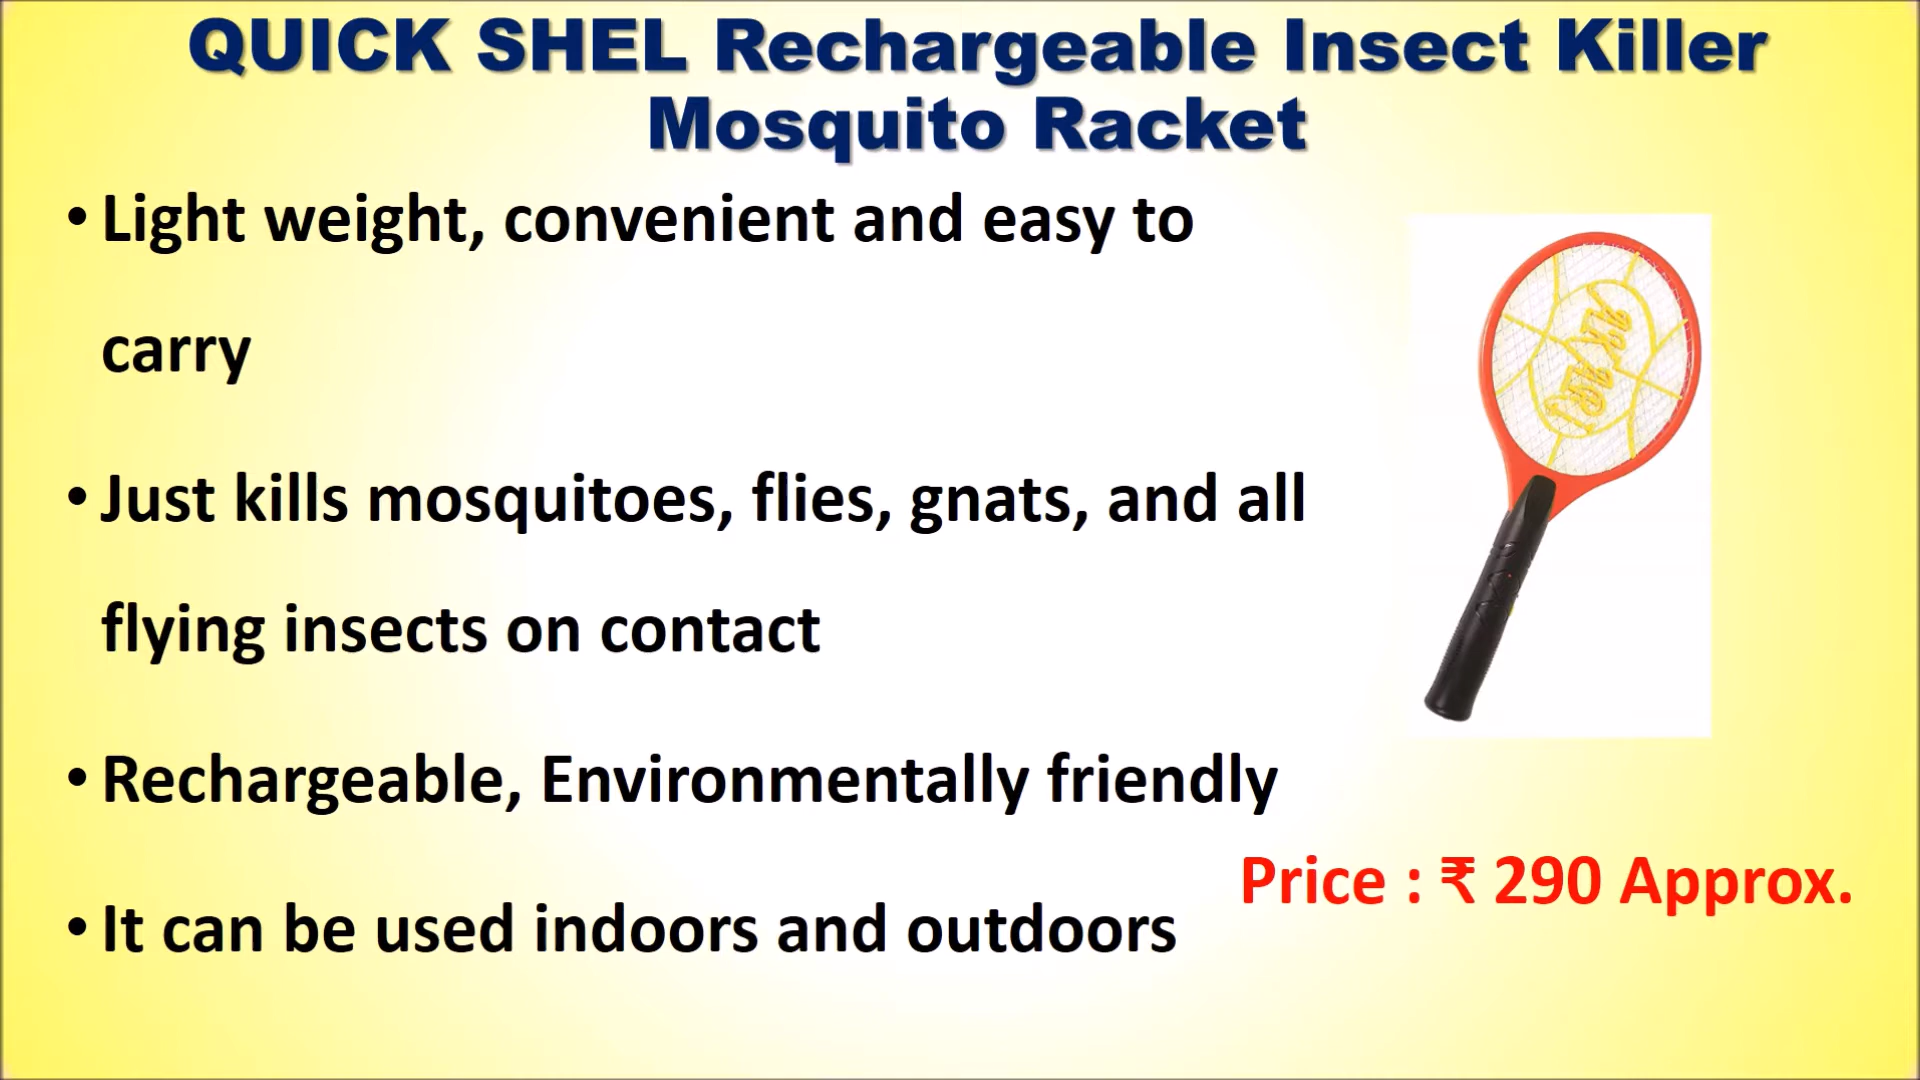 QUICK SHEL Rechargeable Insect Killer
Mosquito Racket
• Light weight, convenient and easy to
carry
• Just kills mosquitoes, flies, gnats, and all
flying insects on contact
• Rechargeable, Environmentally friendly
Price : ₹ 290 Approx.
• It can be used indoors and outdoors